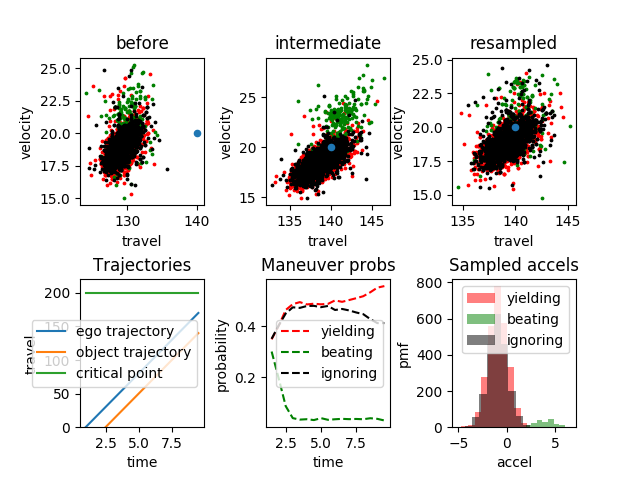 before
intermediate
resampled
25.0
22.5
20.0
17.5
15.0
velocity
130
140
travel
25
20
15
velocity
135
140
145
travel
25.0
22.5
20.0
17.5
15.0
velocity
135
140
145
travel
Trajectories
Maneuver probs
Sampled accels
200
150
100
50
0
travel
ego trajectory
object trajectory
critical point
2.5
5.0
7.5
time
0.4
0.2
probability
yielding
beating
ignoring
2.5
5.0
7.5
time
800
600
400
200
0
pmf
yielding
beating
ignoring
−5
0
5
accel